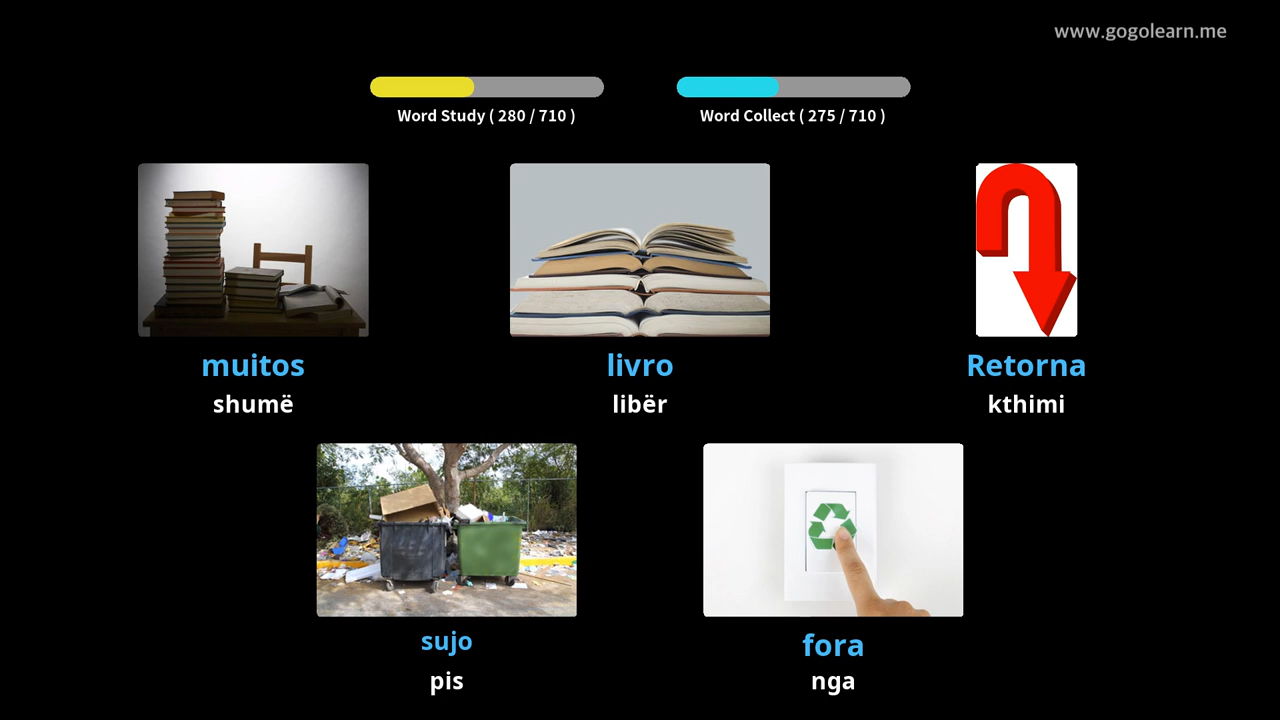 www.gogolearn.me
Word Study ( 280 / 710 )
Word Collect ( 275 / 710 )
muitos
shumë
livro
libër
Retorna
kthimi
sujo
pis
fora
nga